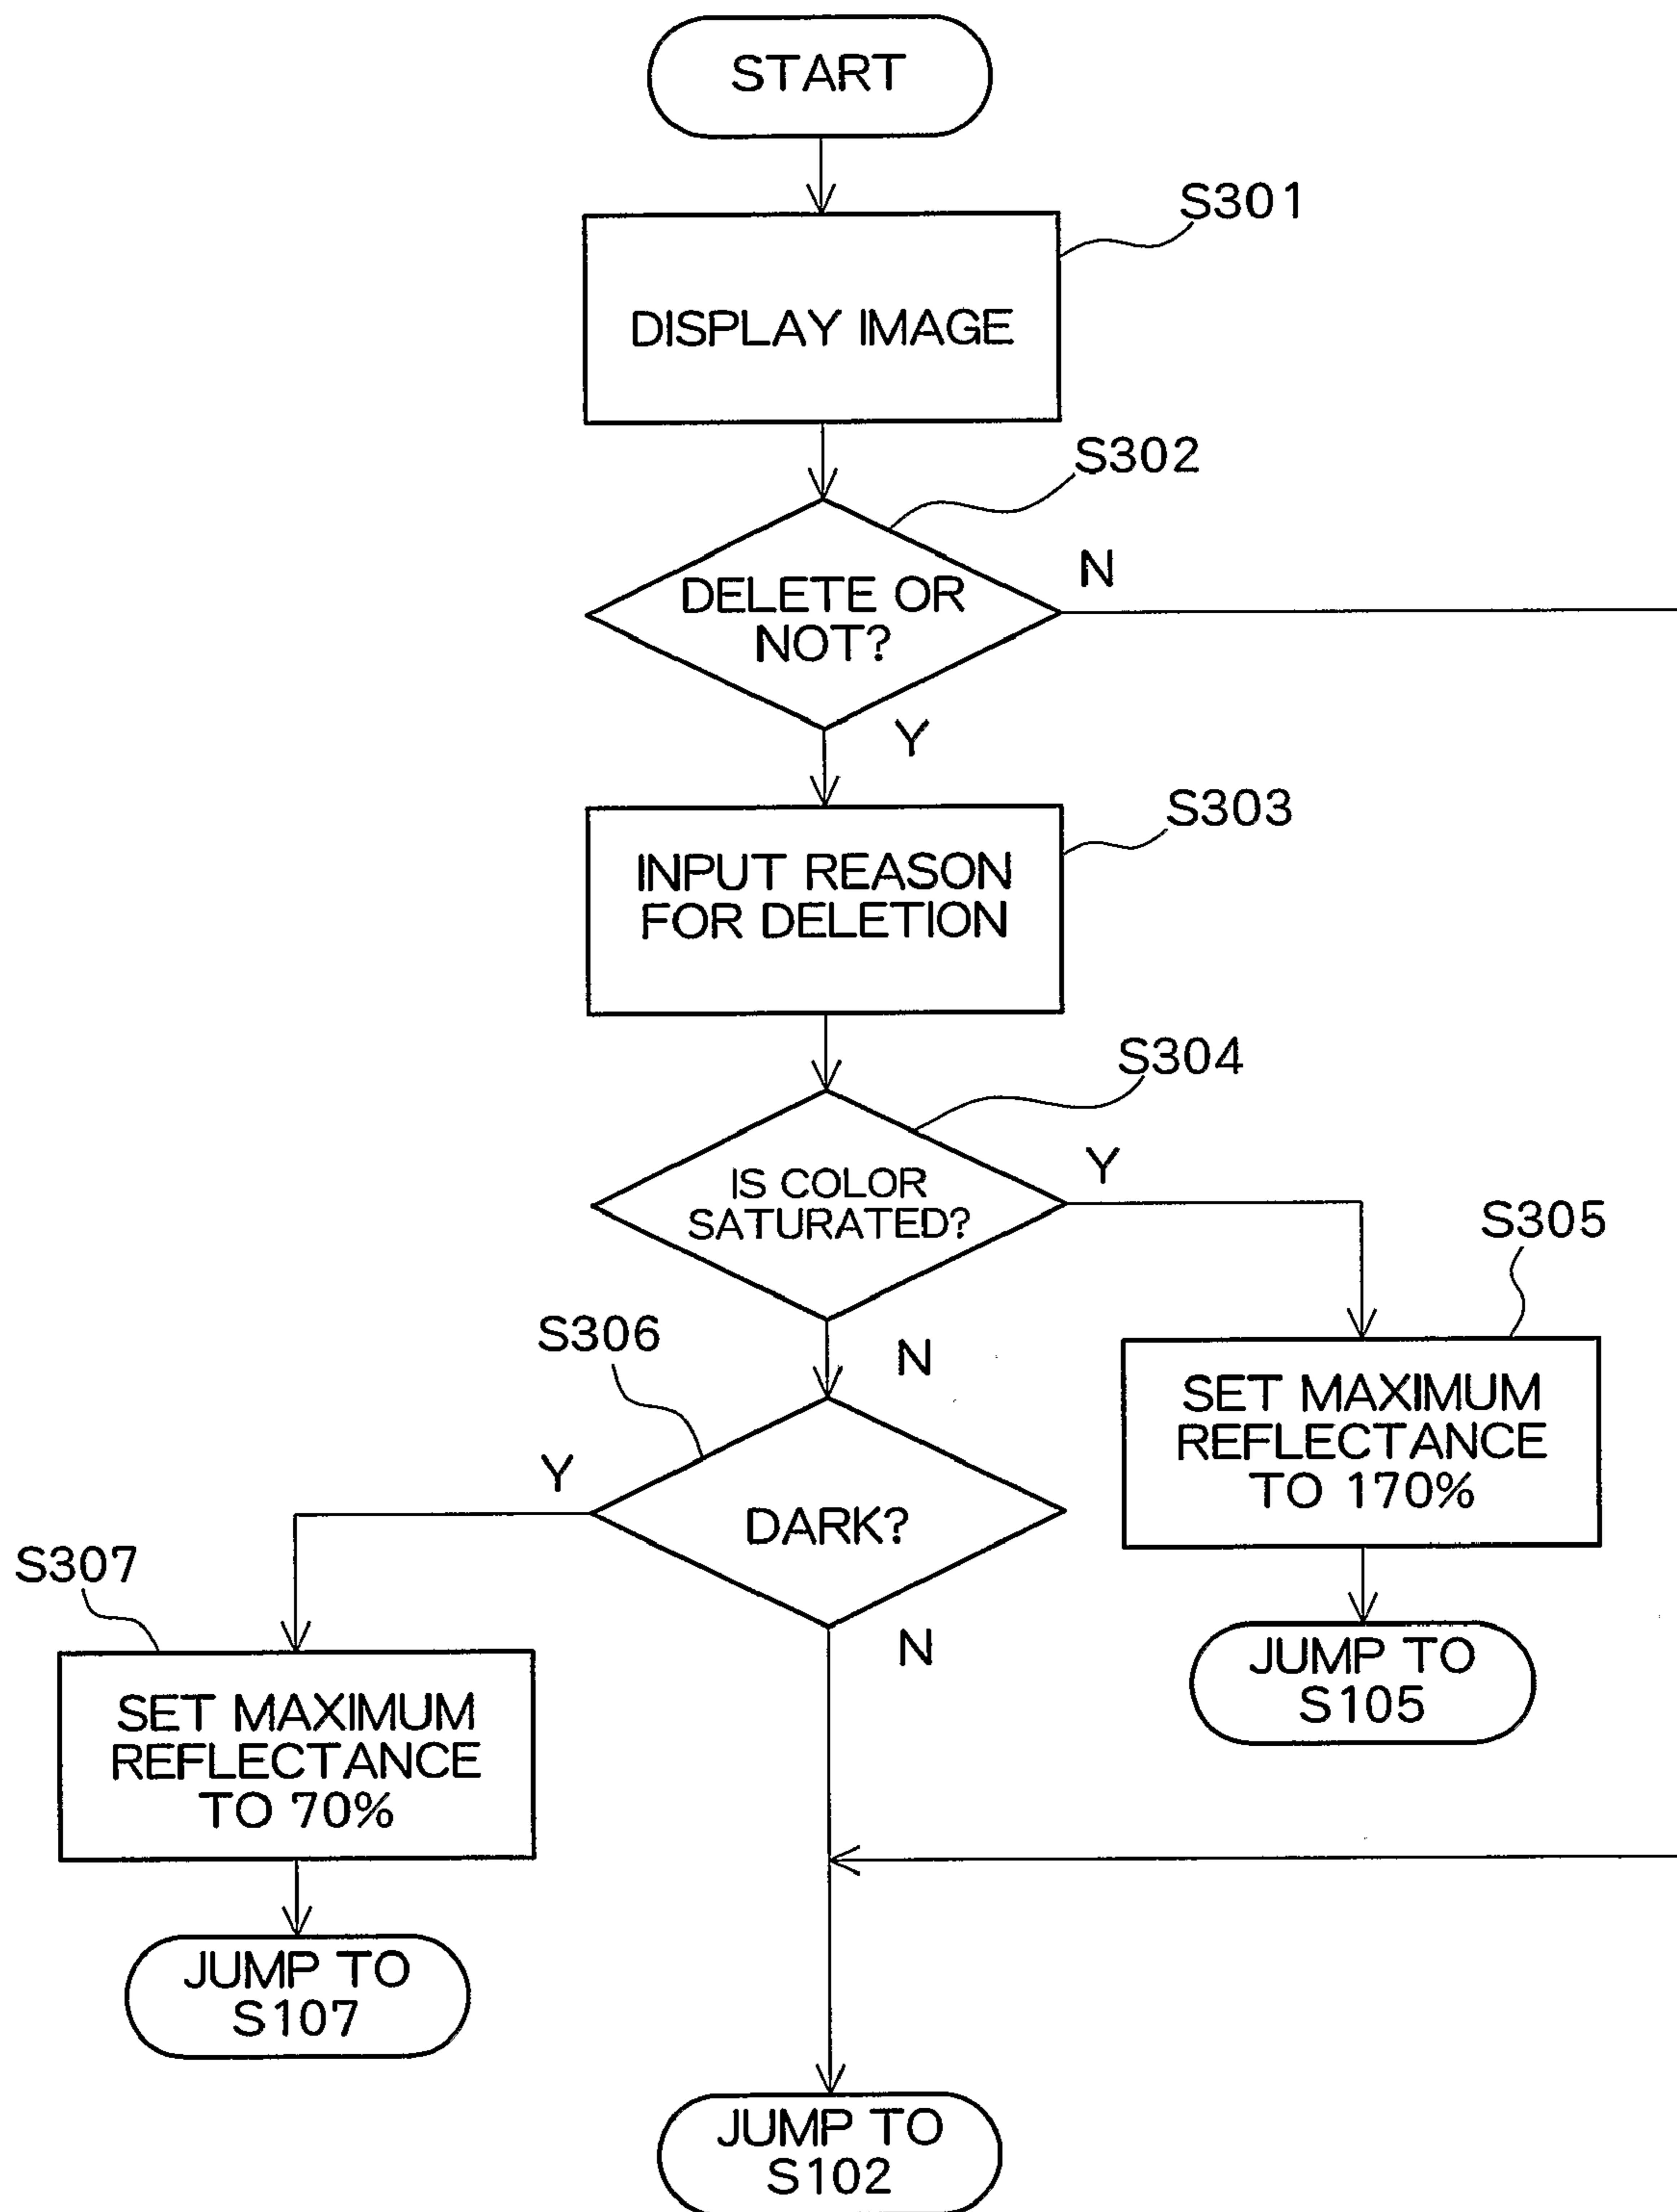 START
S301
DISPLAY IMAGE
S302
N
DELETE OR
NOT?
Y
S303
INPUT REASON
FOR DELETION
S304
Y
IS COLOR
SATURATED?
S305
S306
N
SET MAXIMUM
REFLECTANCE
TO 170%
Y
DARK?
S307
N
JUMP TO
S105
SET MAXIMUM
REFLECTANCE
TO 70%
JUMP TO
S107
JUMP TO
S102